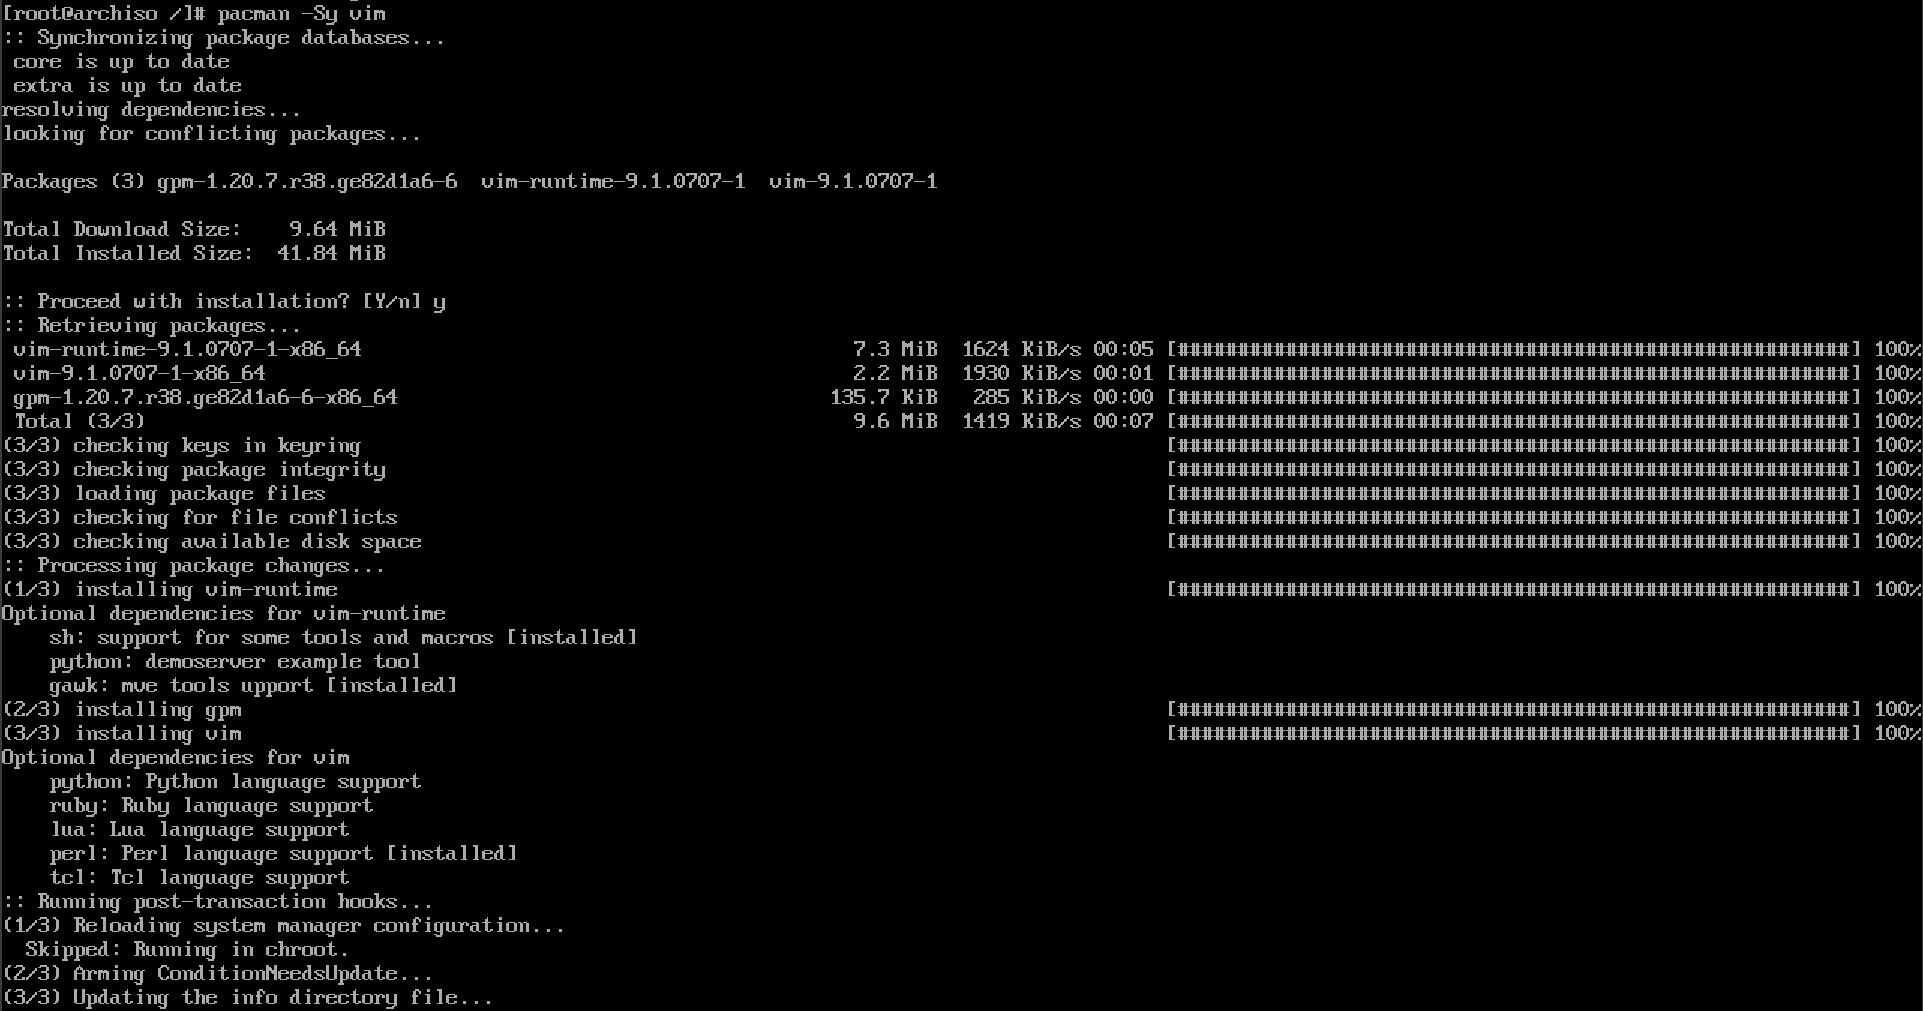 [root@archiso /]# pacman -Sy vim
:: Synchronizing package databases...
 core is up to date
 extra is up to date
resolving dependencies...
looking for conflicting packages...

Packages (3) gpm-1.20.7.r38.ge82d1a6-6  vim-runtime-9.1.0707-1  vim-9.1.0707-1

Total Download Size:    9.64 MiB
Total Installed Size:  41.84 MiB

:: Proceed with installation? [Y/n] y
:: Retrieving packages...
 vim-runtime-9.1.0707-1-x86_64                                         7.3 MiB  1624 KiB/s 00:05 [########################################################] 100%
 vim-9.1.0707-1-x86_64                                                 2.2 MiB  1930 KiB/s 00:01 [########################################################] 100%
 gpm-1.20.7.r38.ge82d1a6-6-x86_64                                    135.7 KiB   285 KiB/s 00:00 [########################################################] 100%
 Total (3/3)                                                           9.6 MiB  1419 KiB/s 00:07 [########################################################] 100%
(3/3) checking keys in keyring                                                                   [########################################################] 100%
(3/3) checking package integrity                                                                 [########################################################] 100%
(3/3) loading package files                                                                      [########################################################] 100%
(3/3) checking for file conflicts                                                                [########################################################] 100%
(3/3) checking available disk space                                                              [########################################################] 100%
:: Processing package changes...
(1/3) installing vim-runtime                                                                     [########################################################] 100%
Optional dependencies for vim-runtime
    sh: support for some tools and macros [installed]
    python: demoserver example tool
    gawk: mve tools upport [installed]
(2/3) installing gpm                                                                             [########################################################] 100%
(3/3) installing vim                                                                             [########################################################] 100%
Optional dependencies for vim
    python: Python language support
    ruby: Ruby language support
    lua: Lua language support
    perl: Perl language support [installed]
    tcl: Tcl language support
:: Running post-transaction hooks...
(1/3) Reloading system manager configuration...
  Skipped: Running in chroot.
(2/3) Arming ConditionNeedsUpdate...
(3/3) Updating the info directory file...